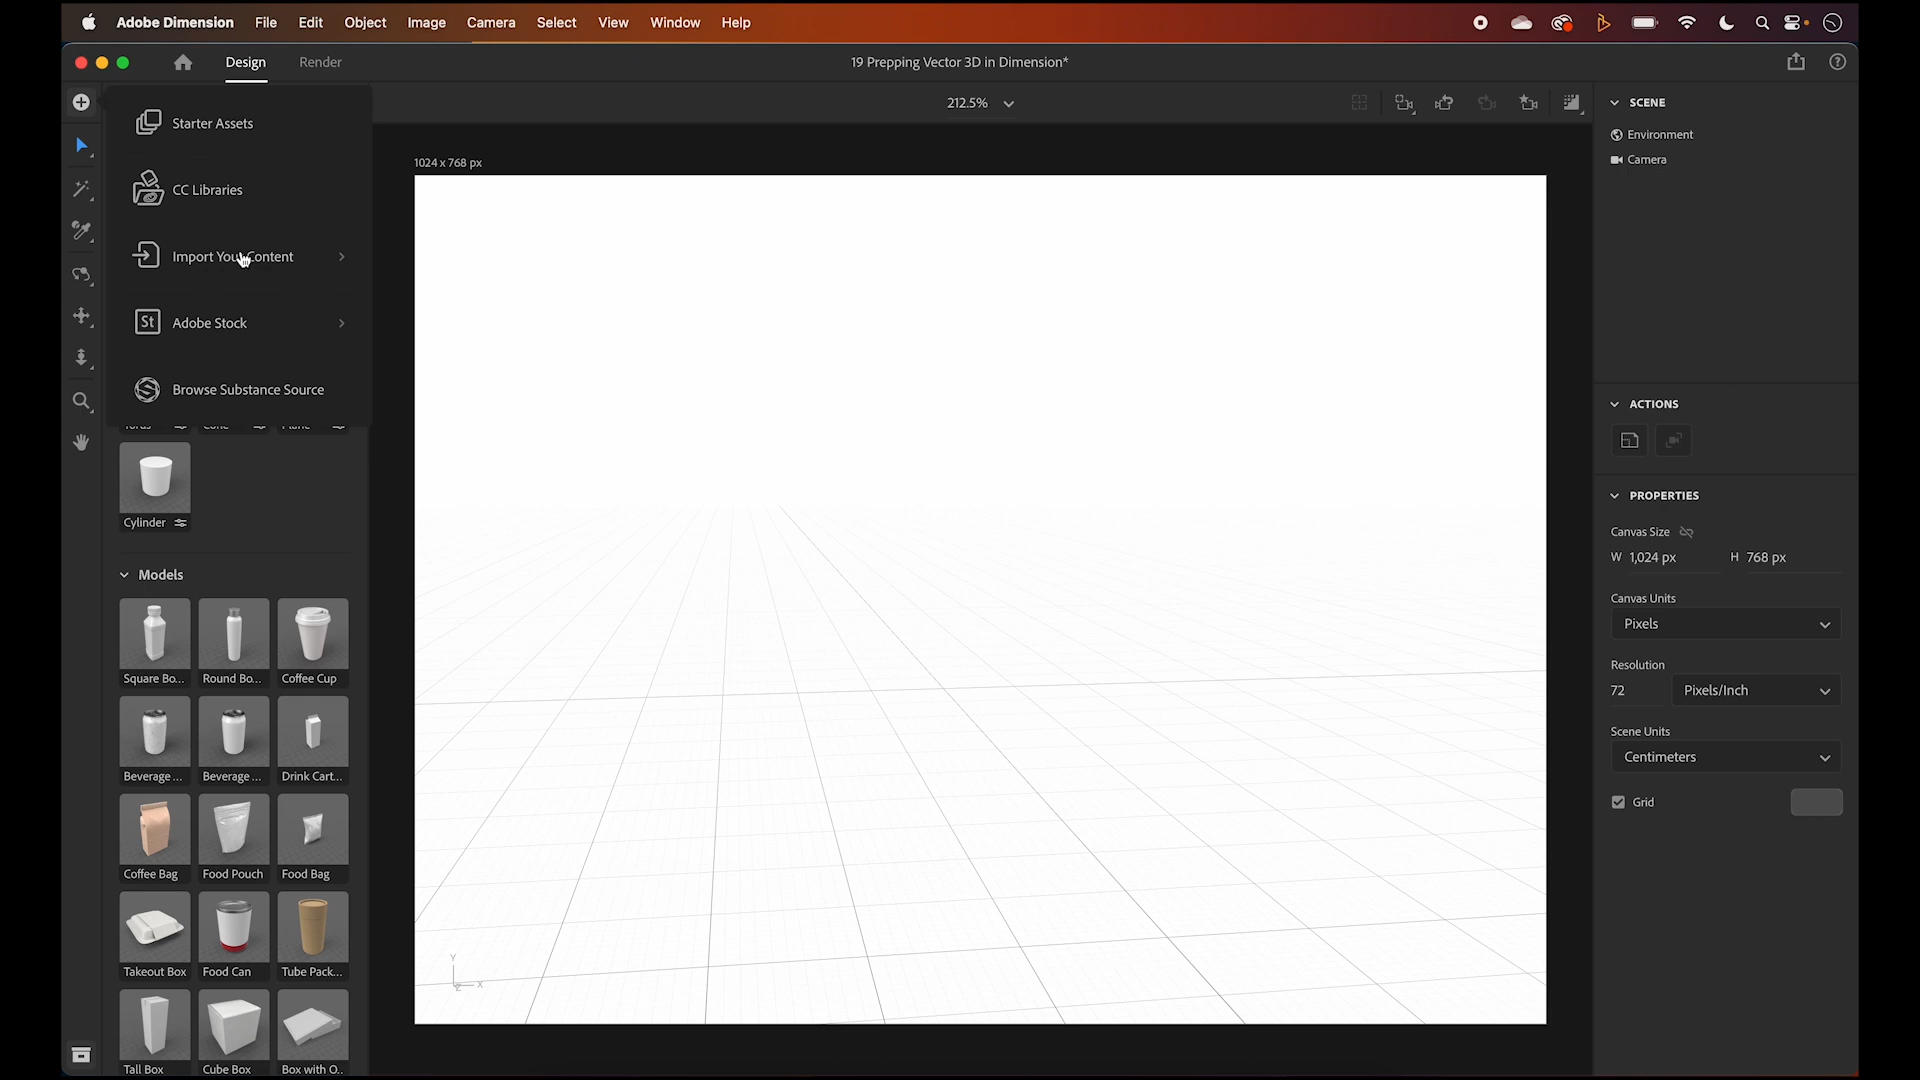 Adobe Dimension File Edit Object Image Camera Select View Window Help
Design Render 19 Prepping Vector 3D in Dimension*
212.5%
Starter Assets
CC Libraries
Import Your Content
St Adobe Stock
Browse Substance Source
Cylinder
Models
Square Bo... Round Bo... Coffee Cup
Beverage ... Beverage ... Drink Cart...
Coffee Bag Food Pouch Food Bag
Takeout Box Food Can Tube Pack...
Tall Box Cube Box Box with O..
1024 x 768 px
Y
Z X
SCENE
Environment
Camera
ACTIONS
PROPERTIES
Canvas Size
W 1,024 px H 768 px
Canvas Units
Pixels
Resolution
72 Pixels/Inch
Scene Units
Centimeters
Grid